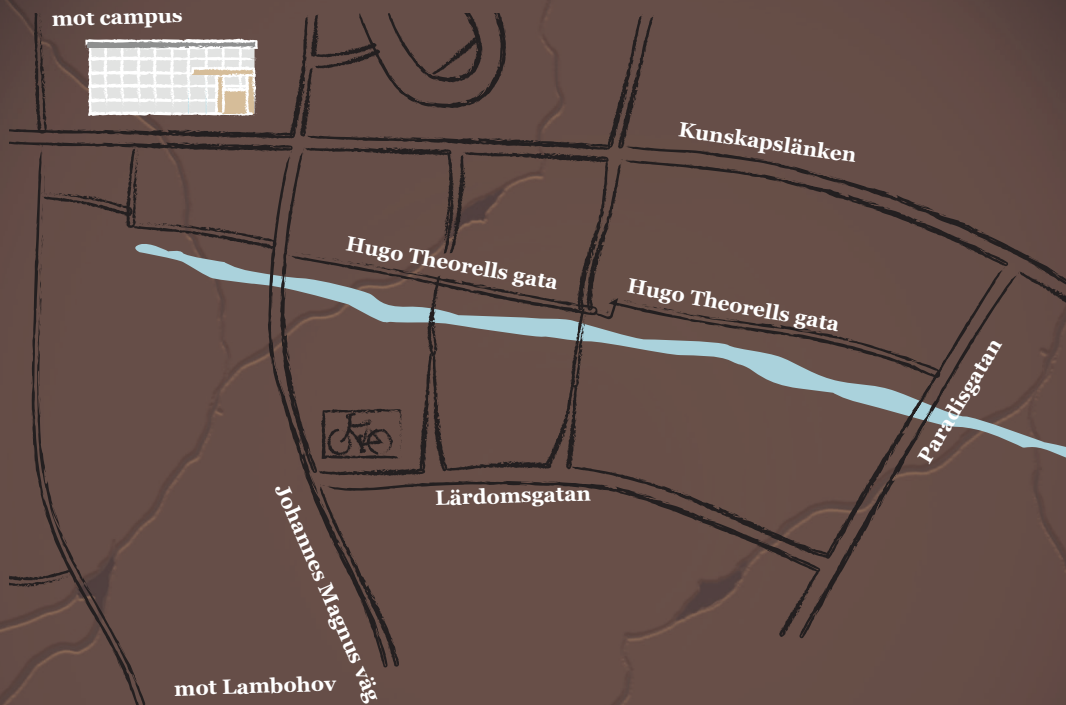 mot campus
Kunskapslänken
Hugo Theorells gata
Hugo Theorells gata
Paradisgatan
Lärdomsgatan
Johannes Magnus väg
mot Lambohov